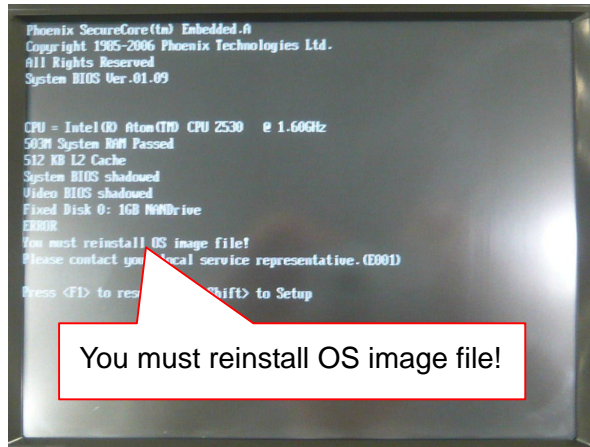 Phoenix SecureCore(tm) Embedded.A
Copyright 1985-2006 Phoenix Technologies Ltd.
All Rights Reserved
System BIOS Ver.01.09
CPU = Intel(R) Atom(TM) CPU Z530 @ 1.60GHz
503M System RAM Passed
512 KB L2 Cache
System BIOS shadowed
Video BIOS shadowed
Fixed Disk 0: 1GB NANDrive
ERROR
You must reinstall OS image file!
Please contact you local service representative.(E001)
Press <F1> to res Shift> to Setup
You must reinstall OS image file!